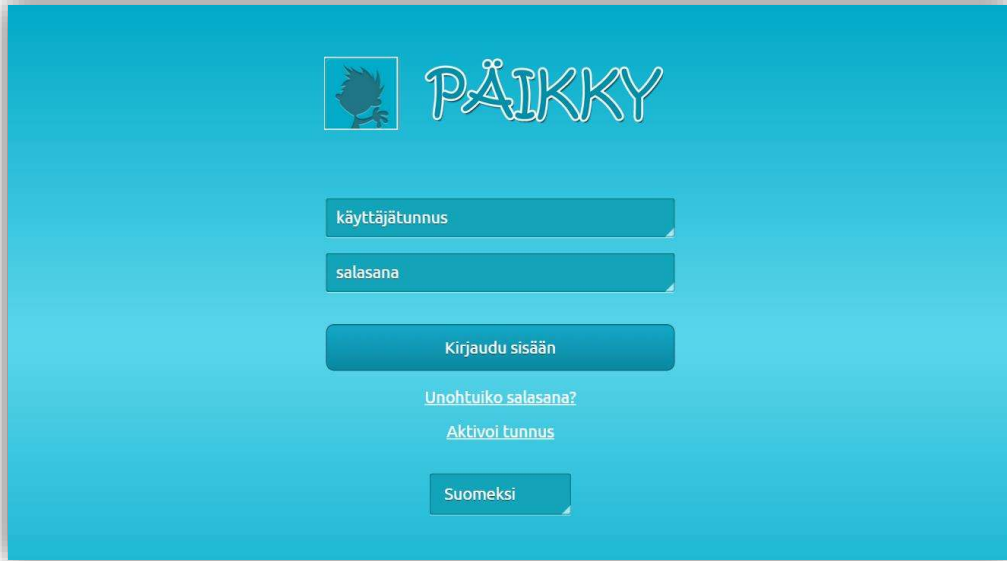 PÄIKKY
käyttäjätunnus
salasana
Kirjaudu sisään
Unohtuiko salasana?
Aktivoi tunnus
Suomeksi